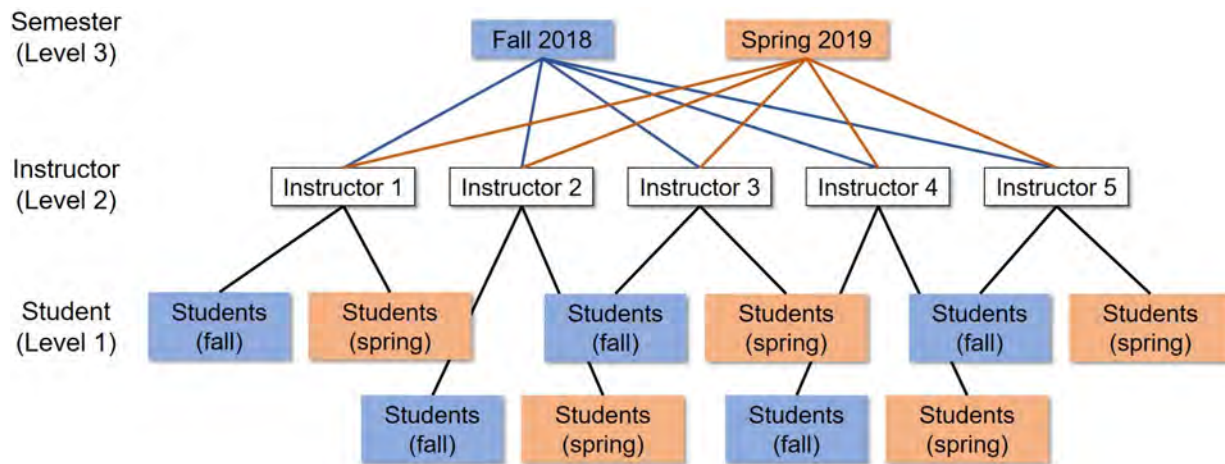 Semester
(Level 3)
Fall 2018
Spring 2019
Instructor
(Level 2)
Instructor 1
Instructor 2
Instructor 3
Instructor 4
Instructor 5
Student
(Level 1)
Students
(fall)
Students
(spring)
Students
(fall)
Students
(spring)
Students
(fall)
Students
(spring)
Students
(fall)
Students
(spring)
Students
(fall)
Students
(spring)